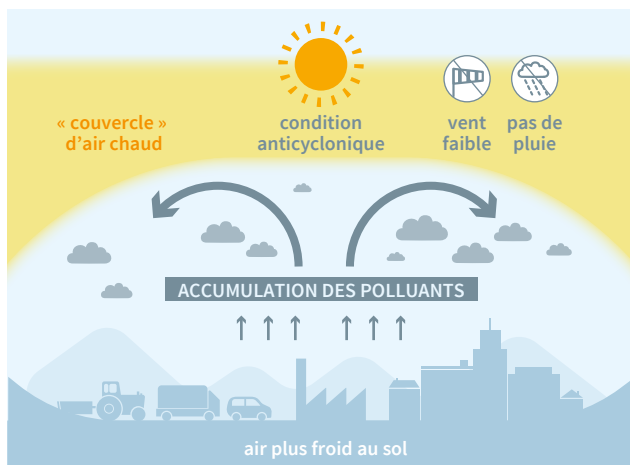 « couvercle »
d'air chaud
condition
anticyclonique
vent
faible
pas de
pluie
ACCUMULATION DES POLLUANTS
air plus froid au sol